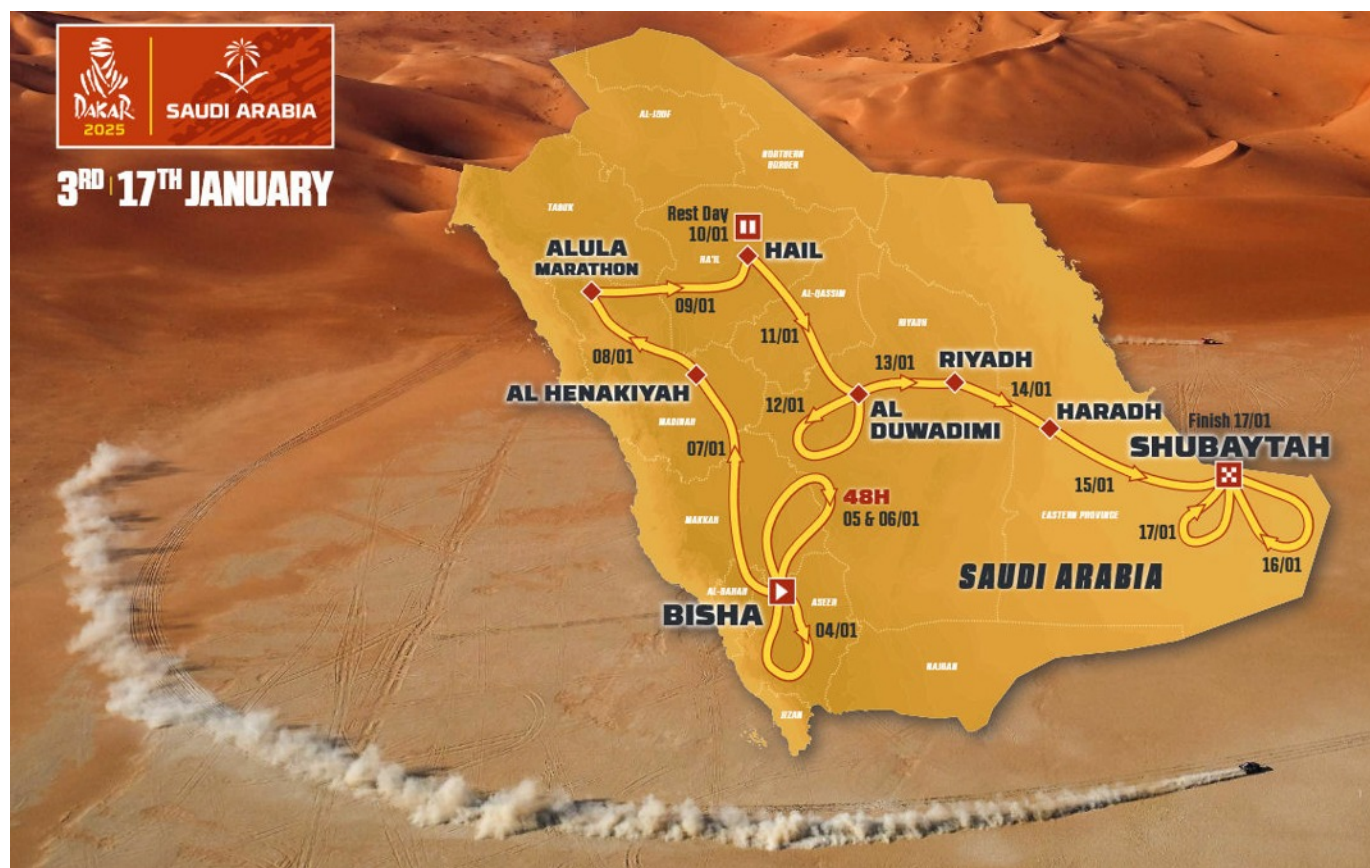 DAKAR
2025
SAUDI ARABIA
3RD | 17TH JANUARY
AL-JOUF
NORTHERN
BORDER
TABUK
Rest Day
10/01
HAIL
HA'IL
ALULA
MARATHON
09/01
AL-QASSIM
11/01
RIYADH
08/01
AL HENAKIYAH
13/01
RIYADH
14/01
12/01
AL
DUWADIMI
HARADH
MADINAH
07/01
Finish 17/01
SHUBAYTAH
48H
05 & 06/01
15/01
EASTERN PROVINCE
17/01
16/01
MAKKAH
SAUDI ARABIA
AL-BAHAH
ASEER
BISHA
04/01
NAJRAN